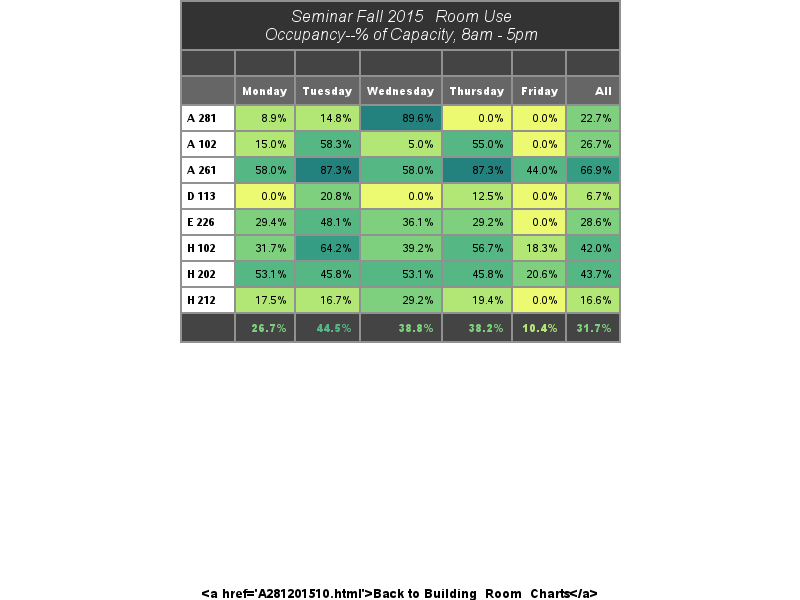 Seminar Fall 2015   Room Use
Occupancy--% of Capacity, 8am - 5pm
Monday Tuesday Wednesday Thursday Friday All
A 281 8.9% 14.8% 89.6% 0.0% 0.0% 22.7%
A 102 15.0% 58.3% 5.0% 55.0% 0.0% 26.7%
A 261 58.0% 87.3% 58.0% 87.3% 44.0% 66.9%
D 113 0.0% 20.8% 0.0% 12.5% 0.0% 6.7%
E 226 29.4% 48.1% 36.1% 29.2% 0.0% 28.6%
H 102 31.7% 64.2% 39.2% 56.7% 18.3% 42.0%
H 202 53.1% 45.8% 53.1% 45.8% 20.6% 43.7%
H 212 17.5% 16.7% 29.2% 19.4% 0.0% 16.6%
26.7% 44.5% 38.8% 38.2% 10.4% 31.7%
<a href='A281201510.html'>Back to Building_Room_Charts</a>